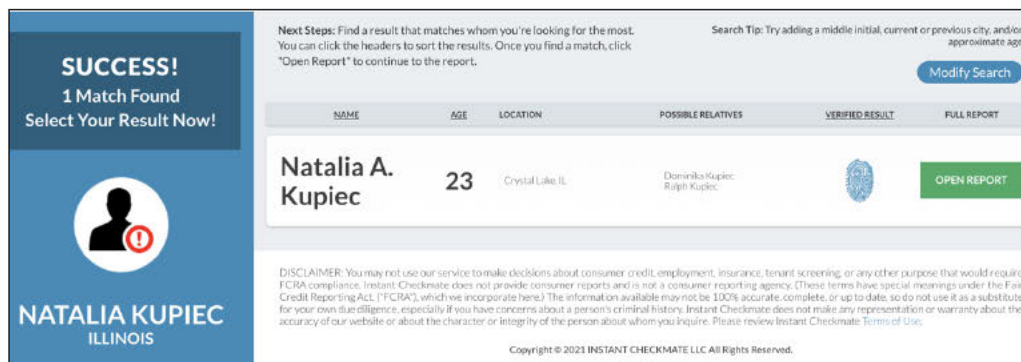 SUCCESS!
1 Match Found
Select Your Result Now!
NATALIA KUPIEC
ILLINOIS
Next Steps: Find a result that matches whom you're looking for the most.
You can click the headers to sort the results. Once you find a match, click
"Open Report" to continue to the report.
Search Tip: Try adding a middle initial, current or previous city, and/or
approximate age
Modify Search
NAME AGE LOCATION POSSIBLE RELATIVES VERIFIED RESULT FULL REPORT
Natalia A.
Kupiec
23
Crystal Lake, IL
Dominika Kupiec
Ralph Kupiec
OPEN REPORT
DISCLAIMER: You may not use our service to make decisions about consumer credit, employment, insurance, tenant screening, or any other purpose that would require
FCRA compliance. Instant Checkmate does not provide consumer reports and is not a consumer reporting agency. (These terms have special meanings under the Fair
Credit Reporting Act, ("FCRA"), which we incorporate here.) The information available may not be 100% accurate, complete, or up to date, so do not use it as a substitute
for your own due diligence, especially if you have concerns about a person's criminal history. Instant Checkmate does not make any representation or warranty about the
accuracy of our website or about the character or integrity of the person about whom you inquire. Please review Instant Checkmate Terms of Use.
Copyright © 2021 INSTANT CHECKMATE LLC All Rights Reserved.